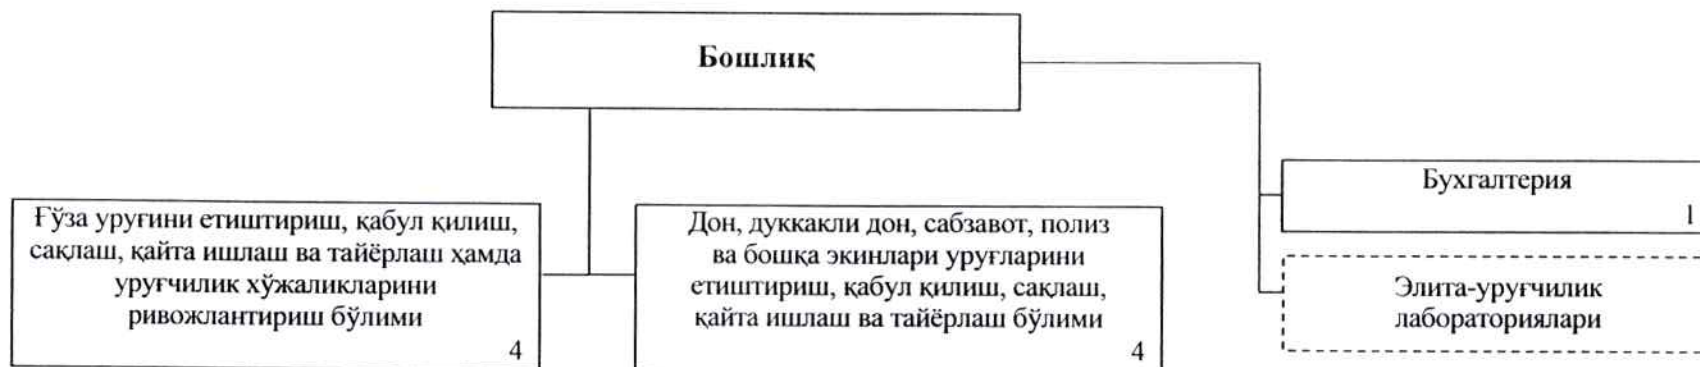 Бошлиқ
Ғўза уруғини етиштириш, қабул қилиш,
сақлаш, қайта ишлаш ва тайёрлаш ҳамда
уруғчилик хўжаликларини
ривожлантириш бўлими
4
Дон, дуккакли дон, сабзавот, полиз
ва бошқа экинлари уруғларини
етиштириш, қабул қилиш, сақлаш,
қайта ишлаш ва тайёрлаш бўлими
4
Бухгалтерия
1
Элита-уруғчилик
лабораториялари